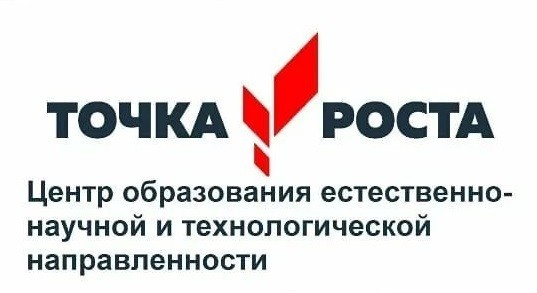 ТОЧКА РОСТА
Центр образования естественно-
научной и технологической
направленности